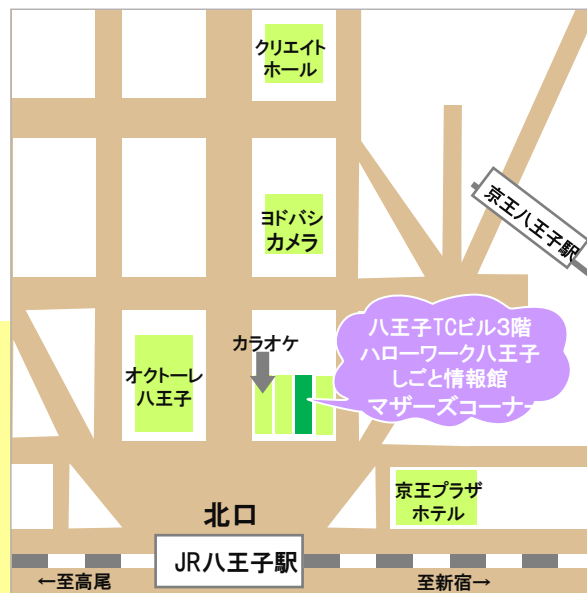 クリエイト
ホール
ヨドバシ
カメラ
京王八王子駅
八王子TCビル3階
ハローワーク八王子
しごと情報館
マザーズコーナー
カラオケ
オクトーレ
八王子
京王プラザ
ホテル
北口
JR八王子駅
←至高尾
至新宿→